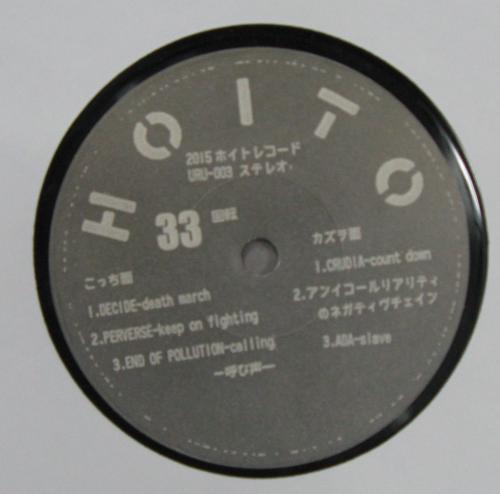 HOITO
2015 ホイトレコード
URU-003 ステレオ
33 回転
こっち面
1.DECIDE-death march
2.PERVERSE-keep on fighting
3.END OF POLLUTION-calling
—呼び声—
カズヲ面
1.CRUDIA-count down
2.アンイコールリアリティ
のネガティヴチェイン
3.AOA-slave